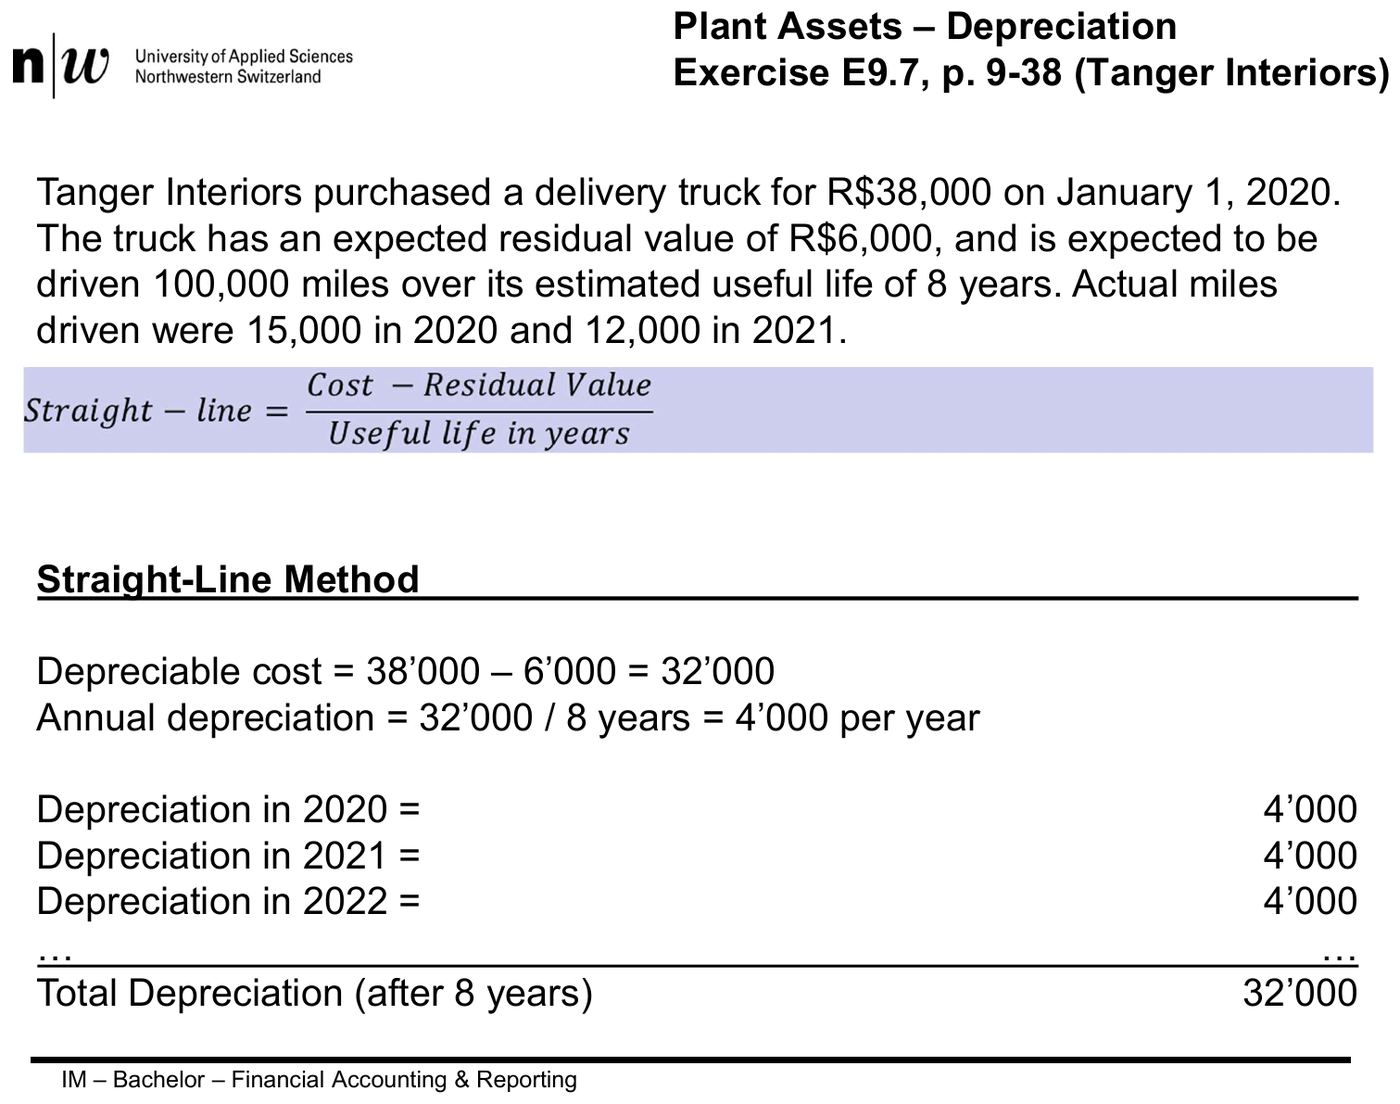 n|w University of Applied Sciences
Northwestern Switzerland
Plant Assets – Depreciation
Exercise E9.7, p. 9-38 (Tanger Interiors)
Tanger Interiors purchased a delivery truck for R$38,000 on January 1, 2020.
The truck has an expected residual value of R$6,000, and is expected to be
driven 100,000 miles over its estimated useful life of 8 years. Actual miles
driven were 15,000 in 2020 and 12,000 in 2021.
Straight − line = Cost − Residual Value / Useful life in years
Straight-Line Method
Depreciable cost = 38’000 – 6’000 = 32’000
Annual depreciation = 32’000 / 8 years = 4’000 per year
Depreciation in 2020 = 4’000
Depreciation in 2021 = 4’000
Depreciation in 2022 = 4’000
… …
Total Depreciation (after 8 years) 32’000
IM – Bachelor – Financial Accounting & Reporting